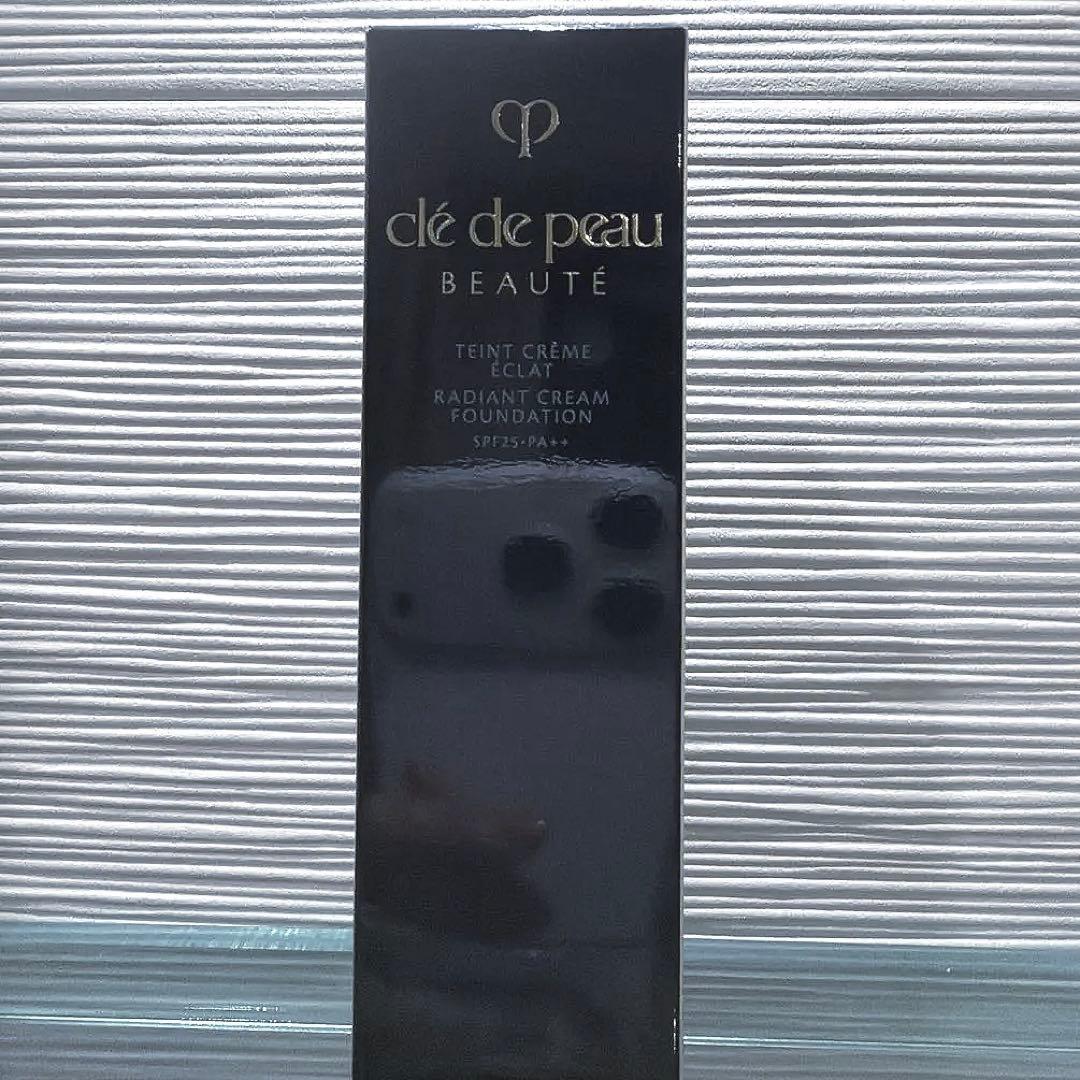 clé de peau
BEAUTÉ
TEINT CRÈME
ÉCLAT
RADIANT CREAM
FOUNDATION
SPF25·PA++